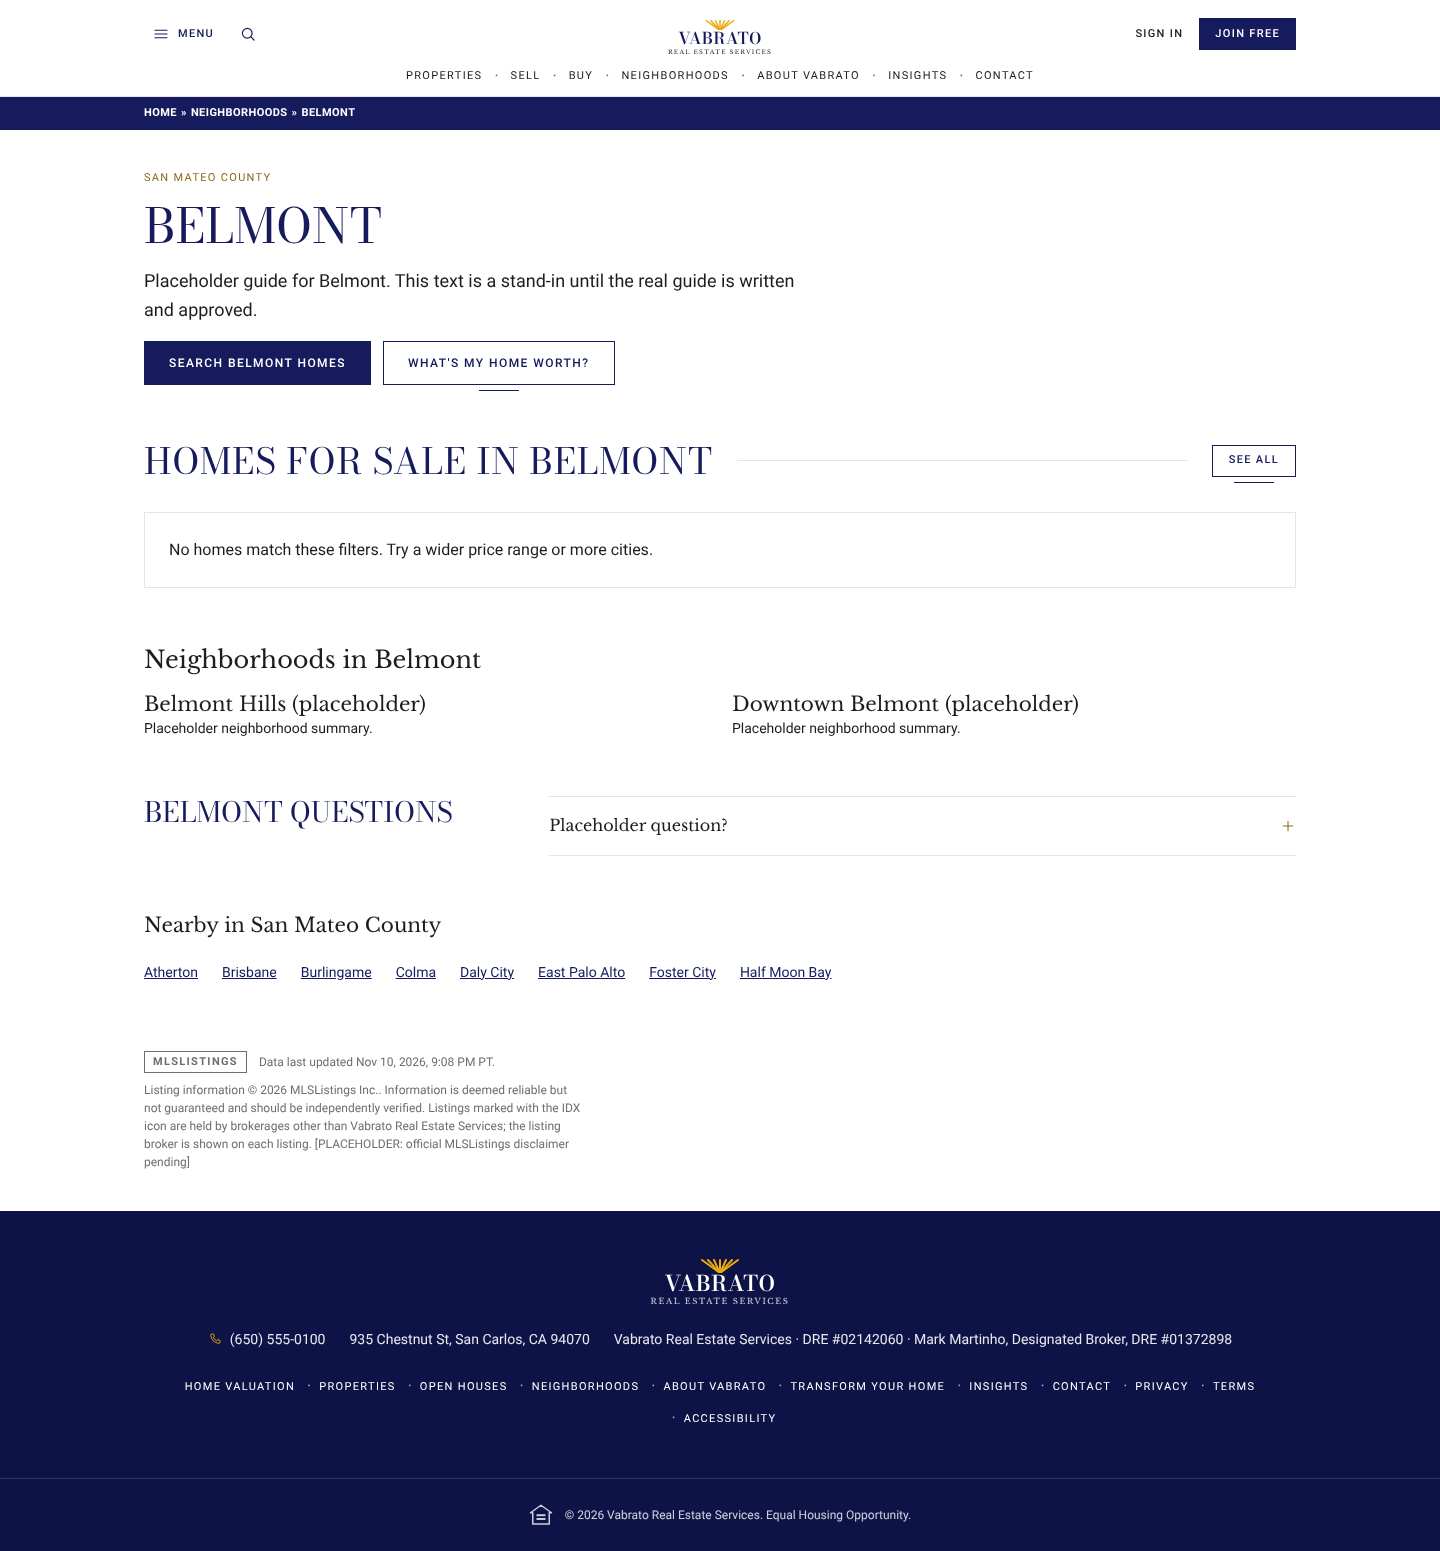 MENU
VABRATO
REAL ESTATE SERVICES
SIGN IN
JOIN FREE
PROPERTIES · SELL · BUY · NEIGHBORHOODS · ABOUT VABRATO · INSIGHTS · CONTACT
HOME » NEIGHBORHOODS » BELMONT
SAN MATEO COUNTY
BELMONT
Placeholder guide for Belmont. This text is a stand-in until the real guide is written
and approved.
SEARCH BELMONT HOMES
WHAT'S MY HOME WORTH?
HOMES FOR SALE IN BELMONT
SEE ALL
No homes match these filters. Try a wider price range or more cities.
Neighborhoods in Belmont
Belmont Hills (placeholder)
Placeholder neighborhood summary.
Downtown Belmont (placeholder)
Placeholder neighborhood summary.
BELMONT QUESTIONS
Placeholder question? +
Nearby in San Mateo County
Atherton Brisbane Burlingame Colma Daly City East Palo Alto Foster City Half Moon Bay
MLSLISTINGS Data last updated Nov 10, 2026, 9:08 PM PT.
Listing information © 2026 MLSListings Inc.. Information is deemed reliable but
not guaranteed and should be independently verified. Listings marked with the IDX
icon are held by brokerages other than Vabrato Real Estate Services; the listing
broker is shown on each listing. [PLACEHOLDER: official MLSListings disclaimer
pending]
VABRATO
REAL ESTATE SERVICES
(650) 555-0100 935 Chestnut St, San Carlos, CA 94070 Vabrato Real Estate Services · DRE #02142060 · Mark Martinho, Designated Broker, DRE #01372898
HOME VALUATION · PROPERTIES · OPEN HOUSES · NEIGHBORHOODS · ABOUT VABRATO · TRANSFORM YOUR HOME · INSIGHTS · CONTACT · PRIVACY · TERMS
· ACCESSIBILITY
© 2026 Vabrato Real Estate Services. Equal Housing Opportunity.